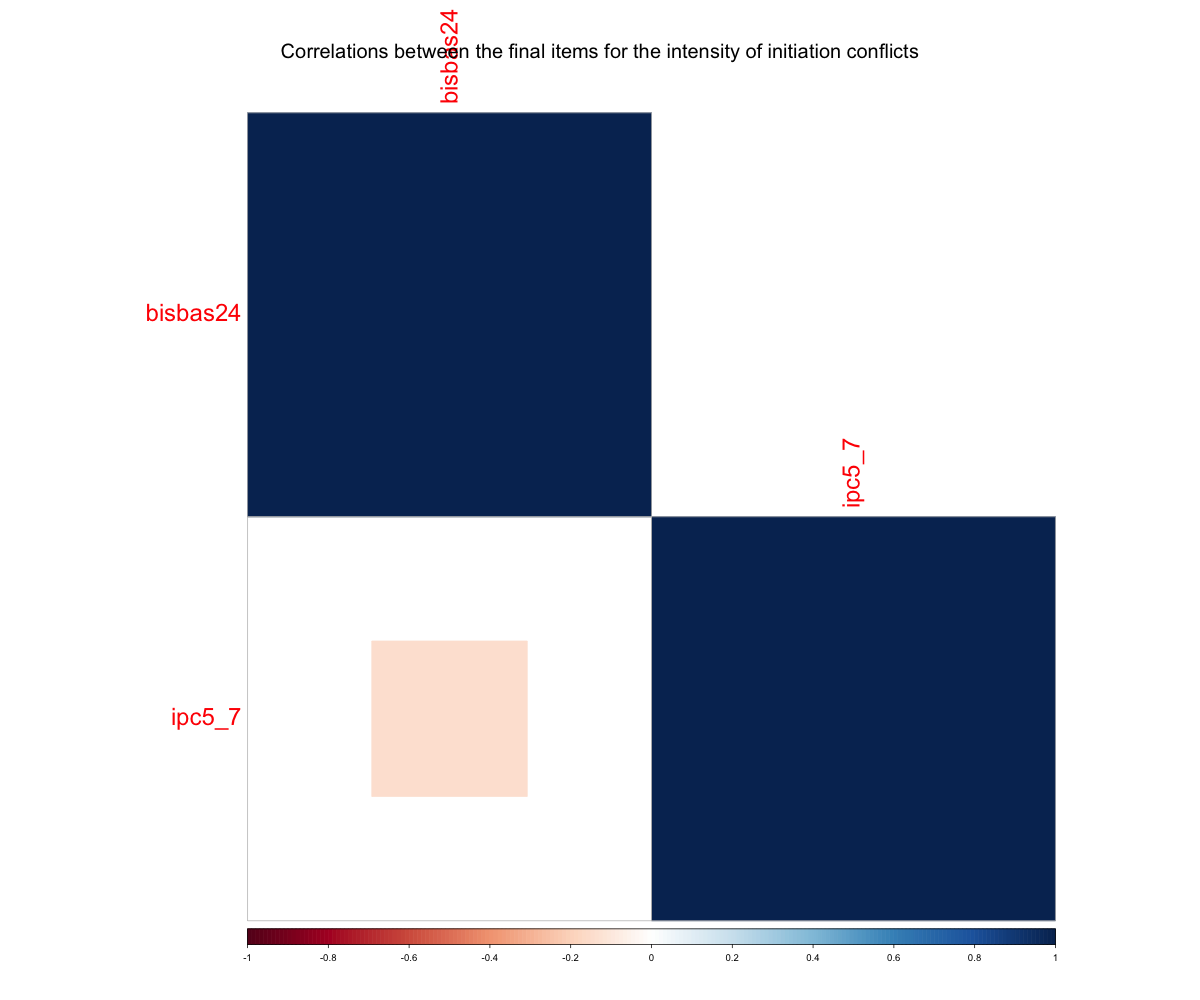 bisbas24
Correlations between the final items for the intensity of initiation conflicts
bisbas24
ipc5_7
ipc5_7
-1 -0.8 -0.6 -0.4 -0.2 0 0.2 0.4 0.6 0.8 1